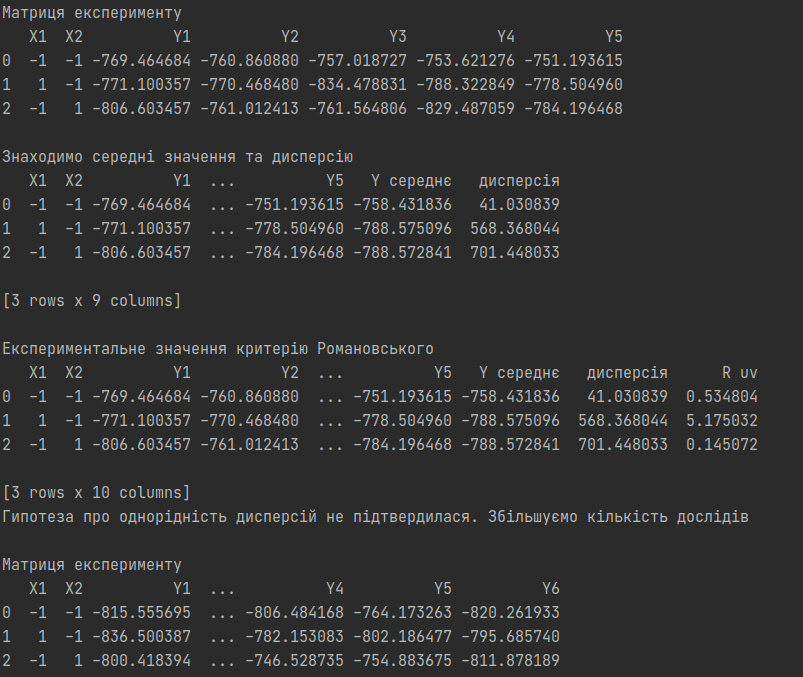 Матриця експерименту
X1 X2 Y1 Y2 Y3 Y4 Y5
0 -1 -1 -769.464684 -760.860880 -757.018727 -753.621276 -751.193615
1 1 -1 -771.100357 -770.468480 -834.478831 -788.322849 -778.504960
2 -1 1 -806.603457 -761.012413 -761.564806 -829.487059 -784.196468
Знаходимо середні значення та дисперсію
X1 X2 Y1 ... Y5 Y середнє дисперсія
0 -1 -1 -769.464684 ... -751.193615 -758.431836 41.030839
1 1 -1 -771.100357 ... -778.504960 -788.575096 568.368044
2 -1 1 -806.603457 ... -784.196468 -788.572841 701.448033
[3 rows x 9 columns]
Експериментальне значення критерію Романовського
X1 X2 Y1 Y2 ... Y5 Y середнє дисперсія R uv
0 -1 -1 -769.464684 -760.860880 ... -751.193615 -758.431836 41.030839 0.534804
1 1 -1 -771.100357 -770.468480 ... -778.504960 -788.575096 568.368044 5.175032
2 -1 1 -806.603457 -761.012413 ... -784.196468 -788.572841 701.448033 0.145072
[3 rows x 10 columns]
Гипотеза про однорідність дисперсій не підтвердилася. Збільшуємо кількість дослідів
Матриця експерименту
X1 X2 Y1 ... Y4 Y5 Y6
0 -1 -1 -815.555695 ... -806.484168 -764.173263 -820.261933
1 1 -1 -836.500387 ... -782.153083 -802.186477 -795.685740
2 -1 1 -800.418394 ... -746.528735 -754.883675 -811.878189